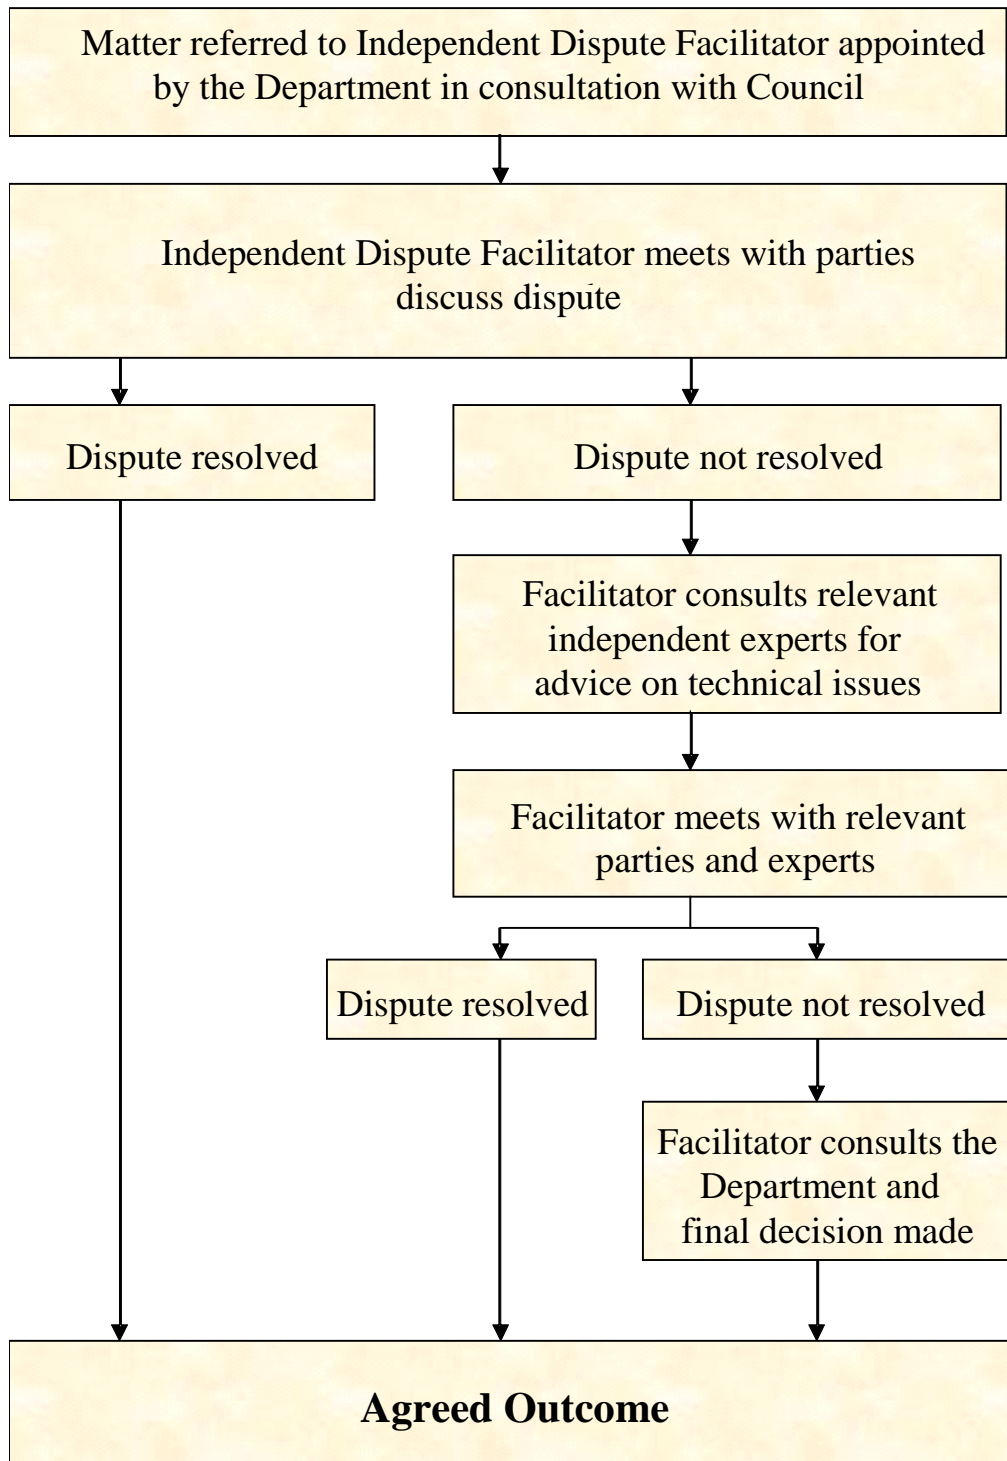 Matter referred to Independent Dispute Facilitator appointed
by the Department in consultation with Council
Independent Dispute Facilitator meets with parties
discuss dispute
Dispute resolved
Dispute not resolved
Facilitator consults relevant
independent experts for
advice on technical issues
Facilitator meets with relevant
parties and experts
Dispute resolved
Dispute not resolved
Facilitator consults the
Department and
final decision made
Agreed Outcome